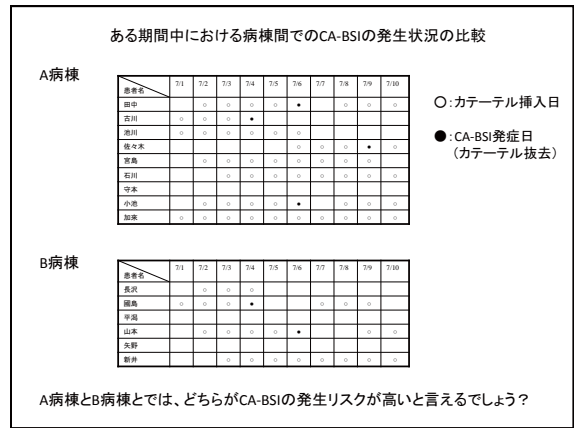 ある期間中における病棟間でのCA-BSIの発生状況の比較
A病棟
患者名 7/1 7/2 7/3 7/4 7/5 7/6 7/7 7/8 7/9 7/10
田中 ○ ○ ○ ○ ● ○ ○ ○
古川 ○ ○ ○ ●
池川 ○ ○ ○ ○ ○ ○
佐々木 ○ ○ ○ ● ○
宮島 ○ ○ ○ ○ ○ ○ ○ ○
石川 ○ ○ ○ ○ ○ ○ ○ ○
守本
小池 ○ ○ ○ ○ ● ○ ○ ○
加来 ○ ○ ○ ○ ○ ○ ○ ○ ○ ○
○:カテーテル挿入日
●:CA-BSI発症日
(カテーテル抜去)
B病棟
患者名 7/1 7/2 7/3 7/4 7/5 7/6 7/7 7/8 7/9 7/10
長沢 ○ ○ ○
國島 ○ ○ ○ ● ○ ○ ○
平潟
山本 ○ ○ ○ ○ ● ○ ○
矢野
新井 ○ ○ ○ ○ ○ ○ ○ ○
A病棟とB病棟とでは、どちらがCA-BSIの発生リスクが高いと言えるでしょう?